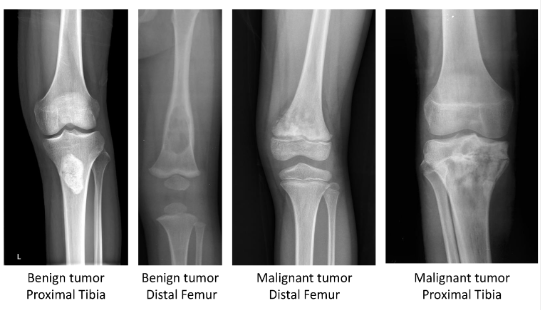 L
Benign tumor
Proximal Tibia
Benign tumor
Distal Femur
Malignant tumor
Distal Femur
Malignant tumor
Proximal Tibia